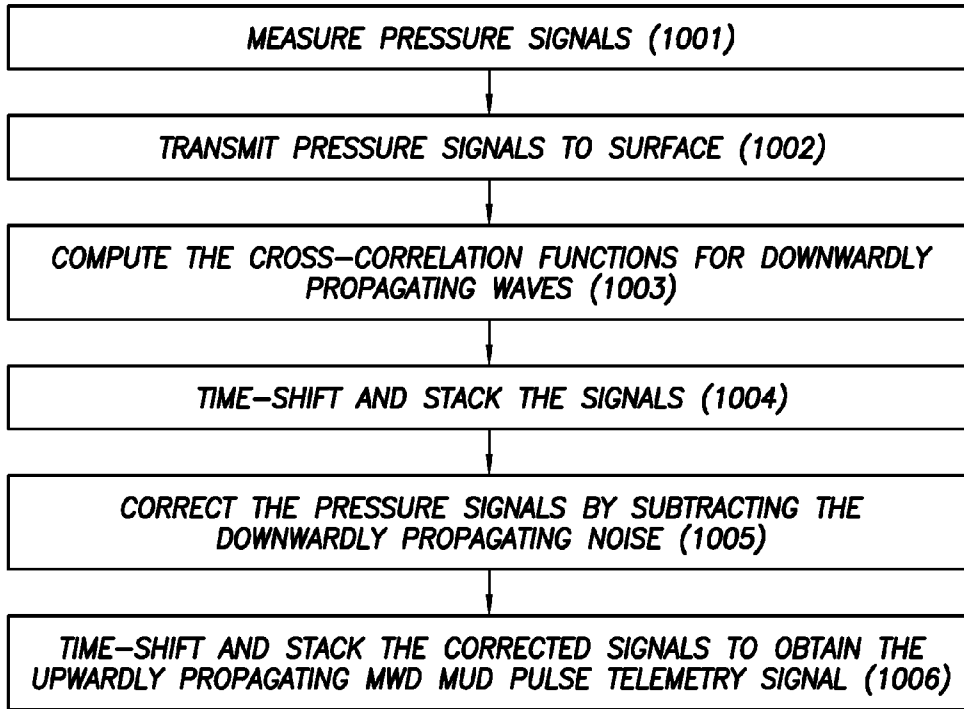 MEASURE PRESSURE SIGNALS (1001)
TRANSMIT PRESSURE SIGNALS TO SURFACE (1002)
COMPUTE THE CROSS-CORRELATION FUNCTIONS FOR DOWNWARDLY
PROPAGATING WAVES (1003)
TIME-SHIFT AND STACK THE SIGNALS (1004)
CORRECT THE PRESSURE SIGNALS BY SUBTRACTING THE
DOWNWARDLY PROPAGATING NOISE (1005)
TIME-SHIFT AND STACK THE CORRECTED SIGNALS TO OBTAIN THE
UPWARDLY PROPAGATING MWD MUD PULSE TELEMETRY SIGNAL (1006)